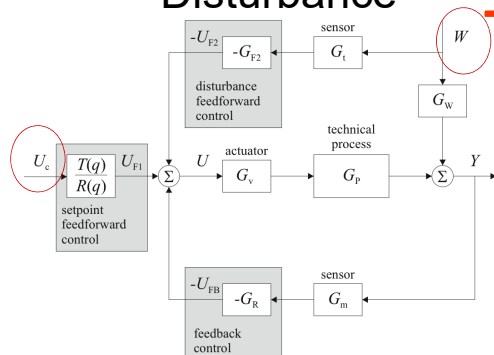 Disturbance
-U_F2
-G_F2
sensor
G_t
W
disturbance
feedforward
control
G_W
technical
process
U_c
T(q)
R(q)
U_F1
Σ
U
actuator
G_v
G_P
Σ
Y
setpoint
feedforward
control
-U_FB
-G_R
sensor
G_m
feedback
control